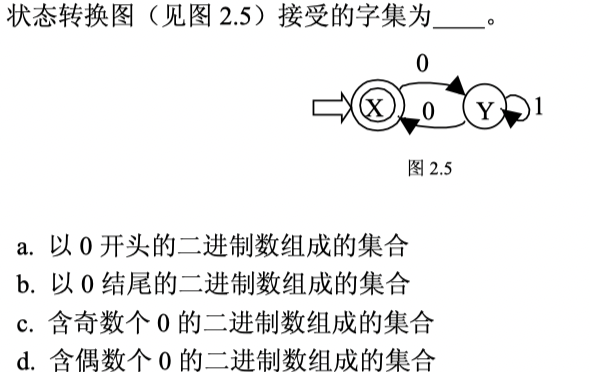 状态转换图（见图 2.5）接受的字集为____。
0
X 0 Y 1
图 2.5
a. 以 0 开头的二进制数组成的集合
b. 以 0 结尾的二进制数组成的集合
c. 含奇数个 0 的二进制数组成的集合
d. 含偶数个 0 的二进制数组成的集合